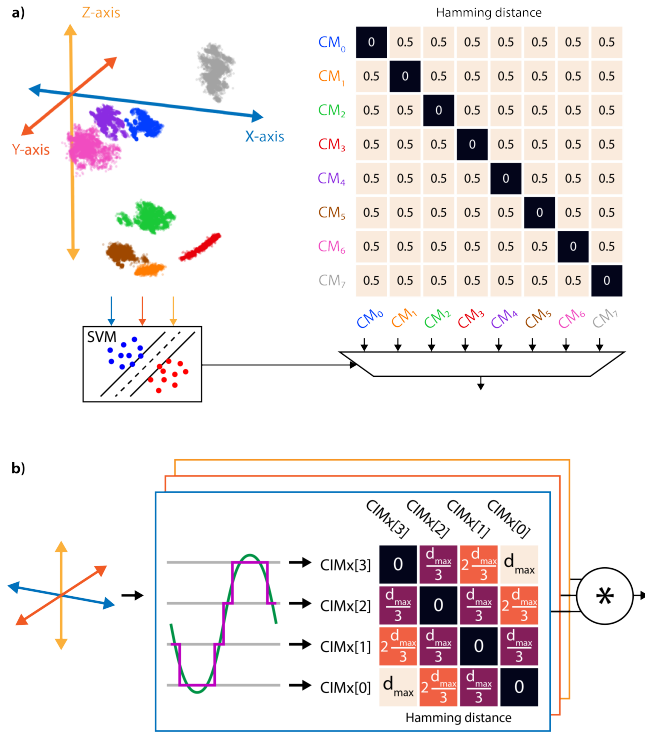 a)
Z-axis
X-axis
Y-axis
Hamming distance
CM0 0 0.5 0.5 0.5 0.5 0.5 0.5 0.5
CM1 0.5 0 0.5 0.5 0.5 0.5 0.5 0.5
CM2 0.5 0.5 0 0.5 0.5 0.5 0.5 0.5
CM3 0.5 0.5 0.5 0 0.5 0.5 0.5 0.5
CM4 0.5 0.5 0.5 0.5 0 0.5 0.5 0.5
CM5 0.5 0.5 0.5 0.5 0.5 0 0.5 0.5
CM6 0.5 0.5 0.5 0.5 0.5 0.5 0 0.5
CM7 0.5 0.5 0.5 0.5 0.5 0.5 0.5 0
CM0 CM1 CM2 CM3 CM4 CM5 CM6 CM7
SVM
b)
CIMx[3] CIMx[2] CIMx[1] CIMx[0]
CIMx[3] 0 dmax/3 2 dmax/3 dmax
CIMx[2] dmax/3 0 dmax/3 2 dmax/3
CIMx[1] 2 dmax/3 dmax/3 0 dmax/3
CIMx[0] dmax 2 dmax/3 dmax/3 0
Hamming distance
*